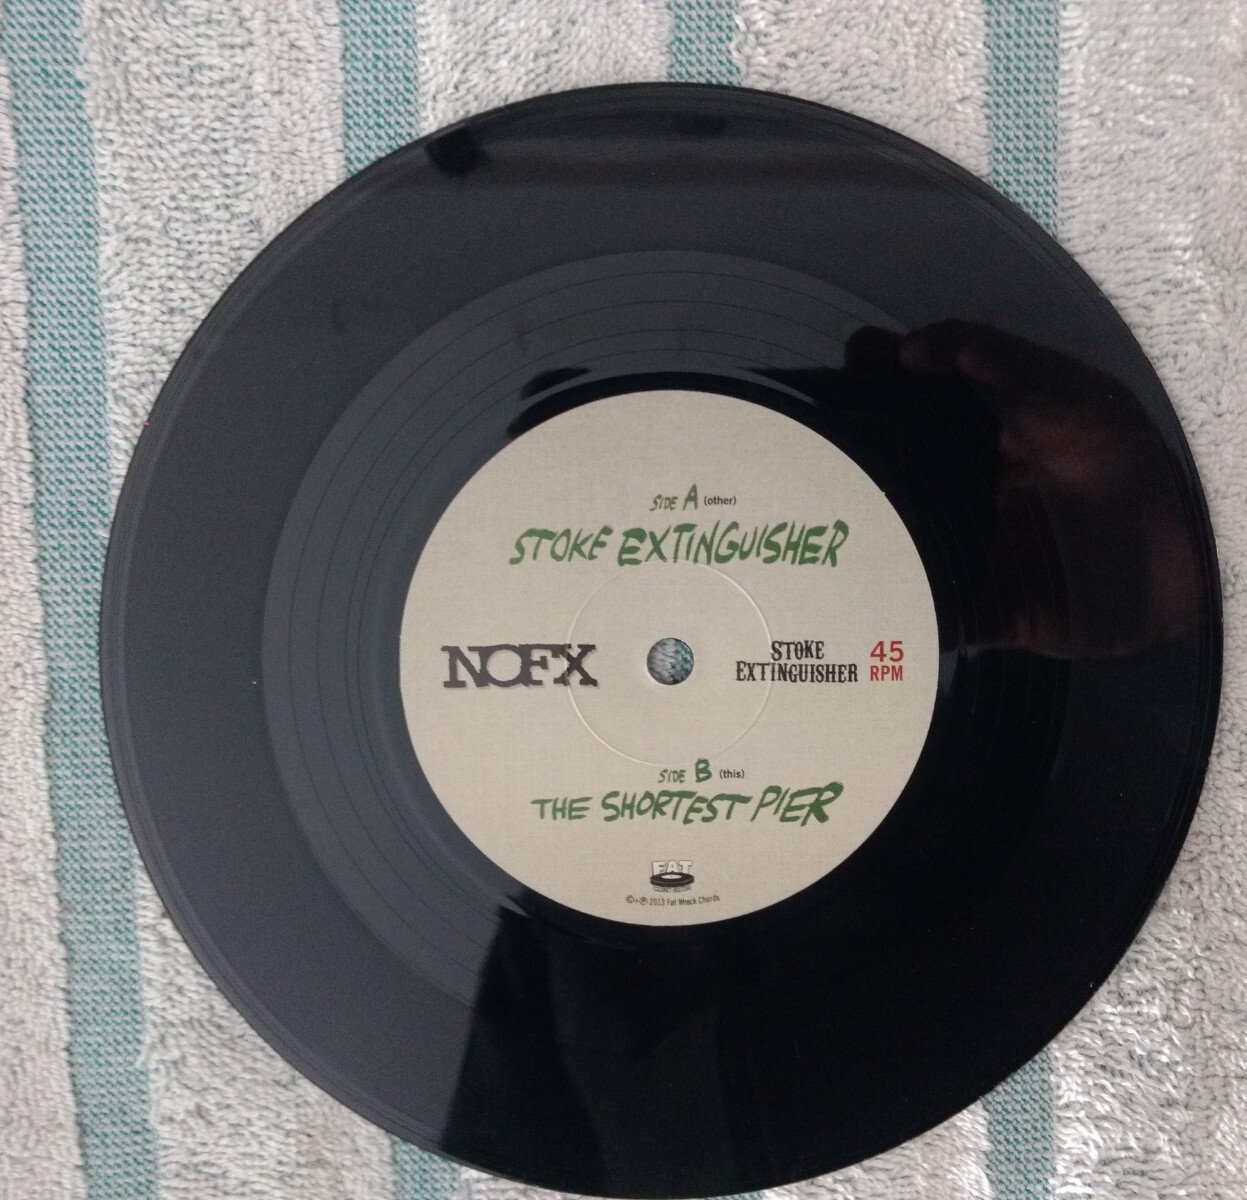 SIDE A (other)
STOKE EXTINGUISHER
NOFX
STOKE
EXTINGUISHER
45
RPM
SIDE B (this)
THE SHORTEST PIER
FAT
©+℗ 2013 Fat Wreck Chords